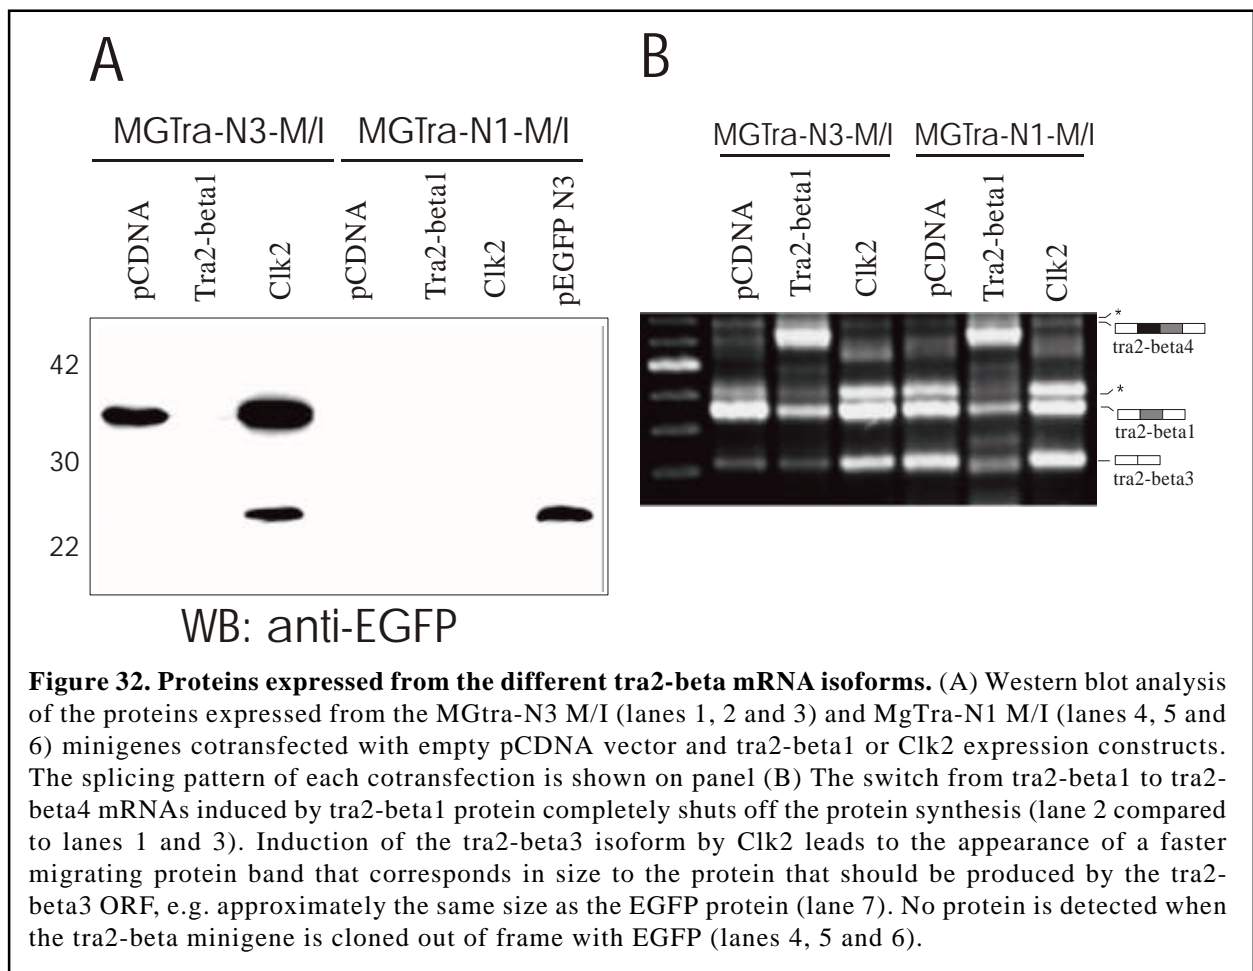 A
B
MGTra-N3-M/I MGTra-N1-M/I
pCDNA
Tra2-beta1
Clk2
pCDNA
Tra2-beta1
Clk2
pEGFP N3
42
30
22
WB: anti-EGFP
MGTra-N3-M/I MGTra-N1-M/I
pCDNA
Tra2-beta1
Clk2
pCDNA
Tra2-beta1
Clk2
*
tra2-beta4
*
tra2-beta1
tra2-beta3
Figure 32. Proteins expressed from the different tra2-beta mRNA isoforms. (A) Western blot analysis
of the proteins expressed from the MGtra-N3 M/I (lanes 1, 2 and 3) and MgTra-N1 M/I (lanes 4, 5 and
6) minigenes cotransfected with empty pCDNA vector and tra2-beta1 or Clk2 expression constructs.
The splicing pattern of each cotransfection is shown on panel (B) The switch from tra2-beta1 to tra2-
beta4 mRNAs induced by tra2-beta1 protein completely shuts off the protein synthesis (lane 2 compared
to lanes 1 and 3). Induction of the tra2-beta3 isoform by Clk2 leads to the appearance of a faster
migrating protein band that corresponds in size to the protein that should be produced by the tra2-
beta3 ORF, e.g. approximately the same size as the EGFP protein (lane 7). No protein is detected when
the tra2-beta minigene is cloned out of frame with EGFP (lanes 4, 5 and 6).